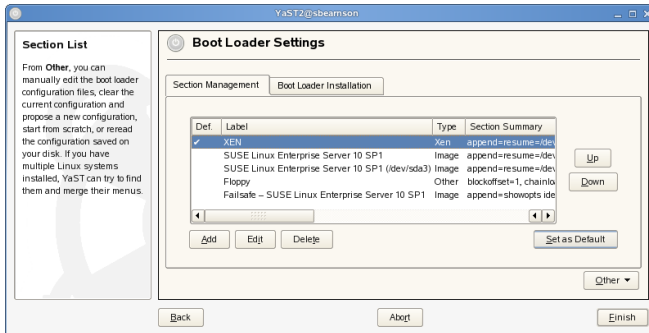 YaST2@sbearnson
Section List
From Other, you can
manually edit the boot loader
configuration files, clear the
current configuration and
propose a new configuration,
start from scratch, or reread
the configuration saved on
your disk. If you have
multiple Linux systems
installed, YaST can try to find
them and merge their menus.
Boot Loader Settings
Section Management Boot Loader Installation
Def. Label Type Section Summary
✔ XEN Xen append=resume=/dev
SUSE Linux Enterprise Server 10 SP1 Image append=resume=/dev
SUSE Linux Enterprise Server 10 SP1 (/dev/sda3) Image append=resume=/dev
Floppy Other blockoffset=1, chainloa
Failsafe – SUSE Linux Enterprise Server 10 SP1 Image append=showopts ide
Up
Down
Add Edit Delete Set as Default
Other
Back Abort Finish